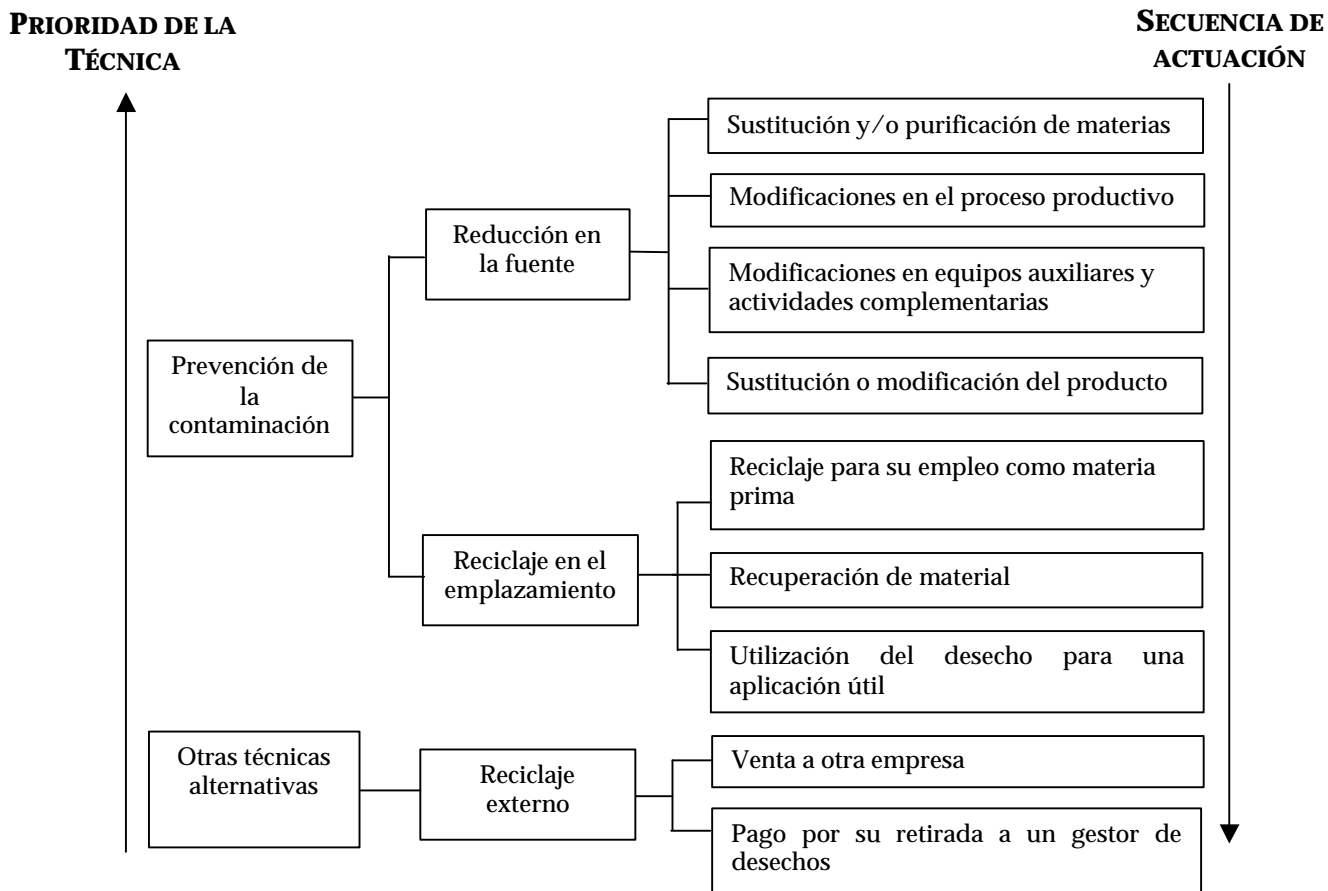 PRIORIDAD DE LA
TÉCNICA
SECUENCIA DE
ACTUACIÓN
Sustitución y/o purificación de materias
Modificaciones en el proceso productivo
Reducción en
la fuente
Modificaciones en equipos auxiliares y
actividades complementarias
Sustitución o modificación del producto
Prevención de
la
contaminación
Reciclaje para su empleo como materia
prima
Reciclaje en el
emplazamiento
Recuperación de material
Utilización del desecho para una
aplicación útil
Otras técnicas
alternativas
Reciclaje
externo
Venta a otra empresa
Pago por su retirada a un gestor de
desechos